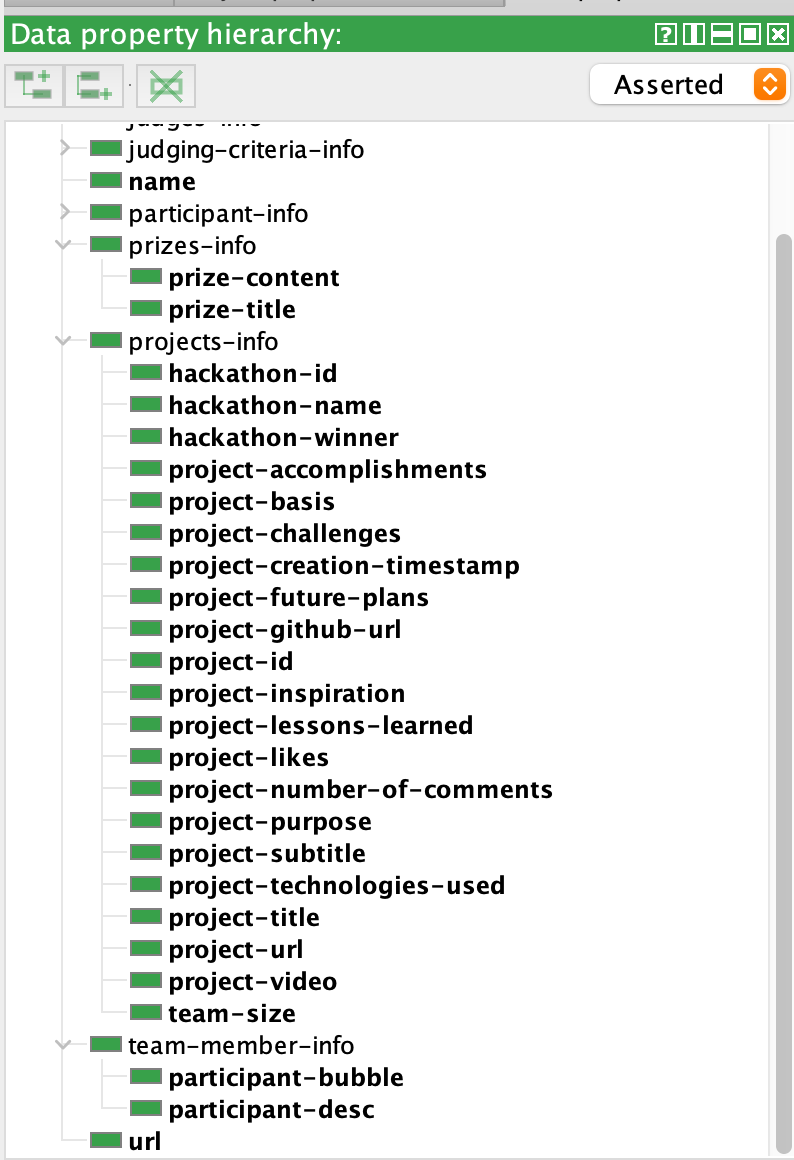 Data property hierarchy:
Asserted
judges-info
judging-criteria-info
name
participant-info
prizes-info
prize-content
prize-title
projects-info
hackathon-id
hackathon-name
hackathon-winner
project-accomplishments
project-basis
project-challenges
project-creation-timestamp
project-future-plans
project-github-url
project-id
project-inspiration
project-lessons-learned
project-likes
project-number-of-comments
project-purpose
project-subtitle
project-technologies-used
project-title
project-url
project-video
team-size
team-member-info
participant-bubble
participant-desc
url